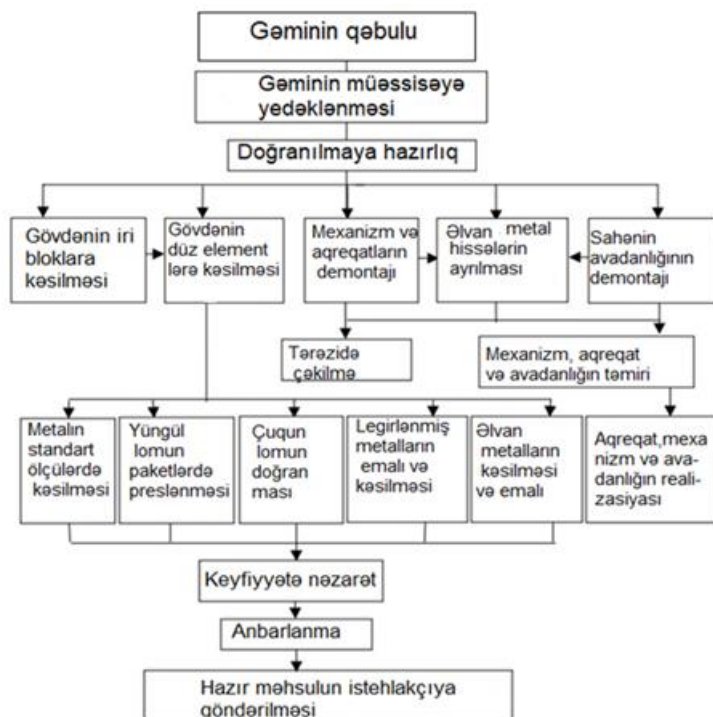 Gəminin qəbulu
Gəminin müəssisəyə
yedəklənməsi
Doğranılmaya hazırlıq
Gövdənin iri
bloklara
kəsilməsi
Gövdənin
düz element
lərə kəsilməsi
Mexanizm və
aqreqatların
demontajı
Əlvan metal
hissələrin
ayrılması
Sahənin
avadanlığının
demontajı
Tərəzidə
çəkilmə
Mexanizm, aqreqat
və avadanlığın təmiri
Metalın
standart
ölçülərdə
kəsilməsi
Yüngül
lomun
paketlərdə
preslənməsi
Çuqun
lomun
doğran
ması
Legirlənmiş
metalların
emalı və
kəsilməsi
Əlvan
metalların
kəsilməsi
və emalı
Aqreqat,mexa
nizm və ava-
danlığın reali-
zasiyası
Keyfiyyətə nəzarət
Anbarlanma
Hazır məhsulun istehlakçıya
göndərilməsi